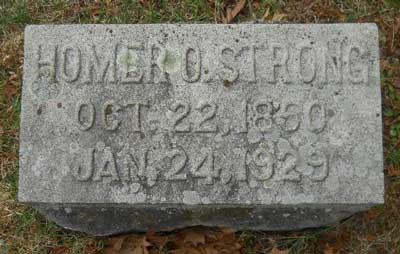 HOMER O. STRONG
OCT. 22, 1850
JAN. 24, 1929